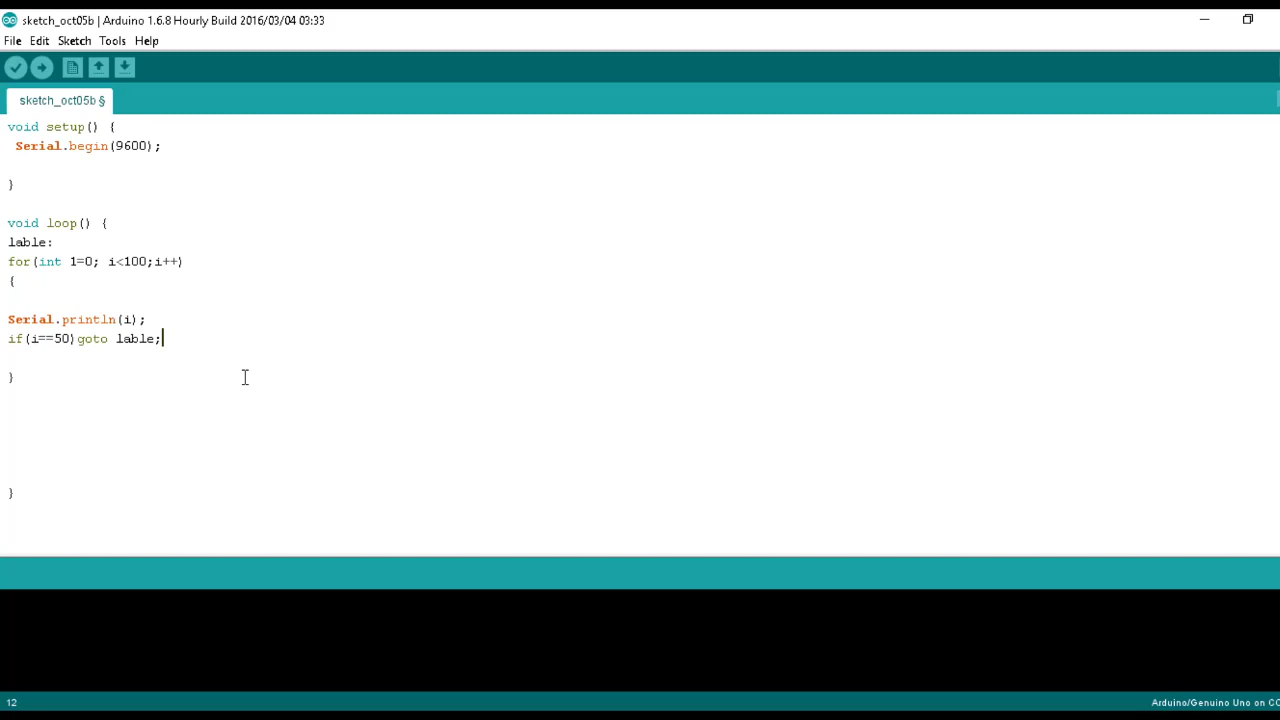 sketch_oct05b | Arduino 1.6.8 Hourly Build 2016/03/04 03:33
File Edit Sketch Tools Help
sketch_oct05b §
void setup() {
Serial.begin(9600);
}
void loop() {
lable:
for(int 1=0; i<100;i++)
{
Serial.println(i);
if(i==50)goto lable;
}
}
12
Arduino/Genuino Uno on CO